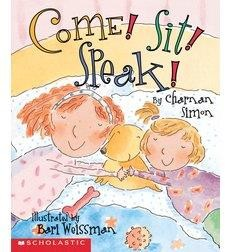 COME! Sit!
Speak!
By Charnan
Simon
Illustrated by
Bari Weissman
SCHOLASTIC